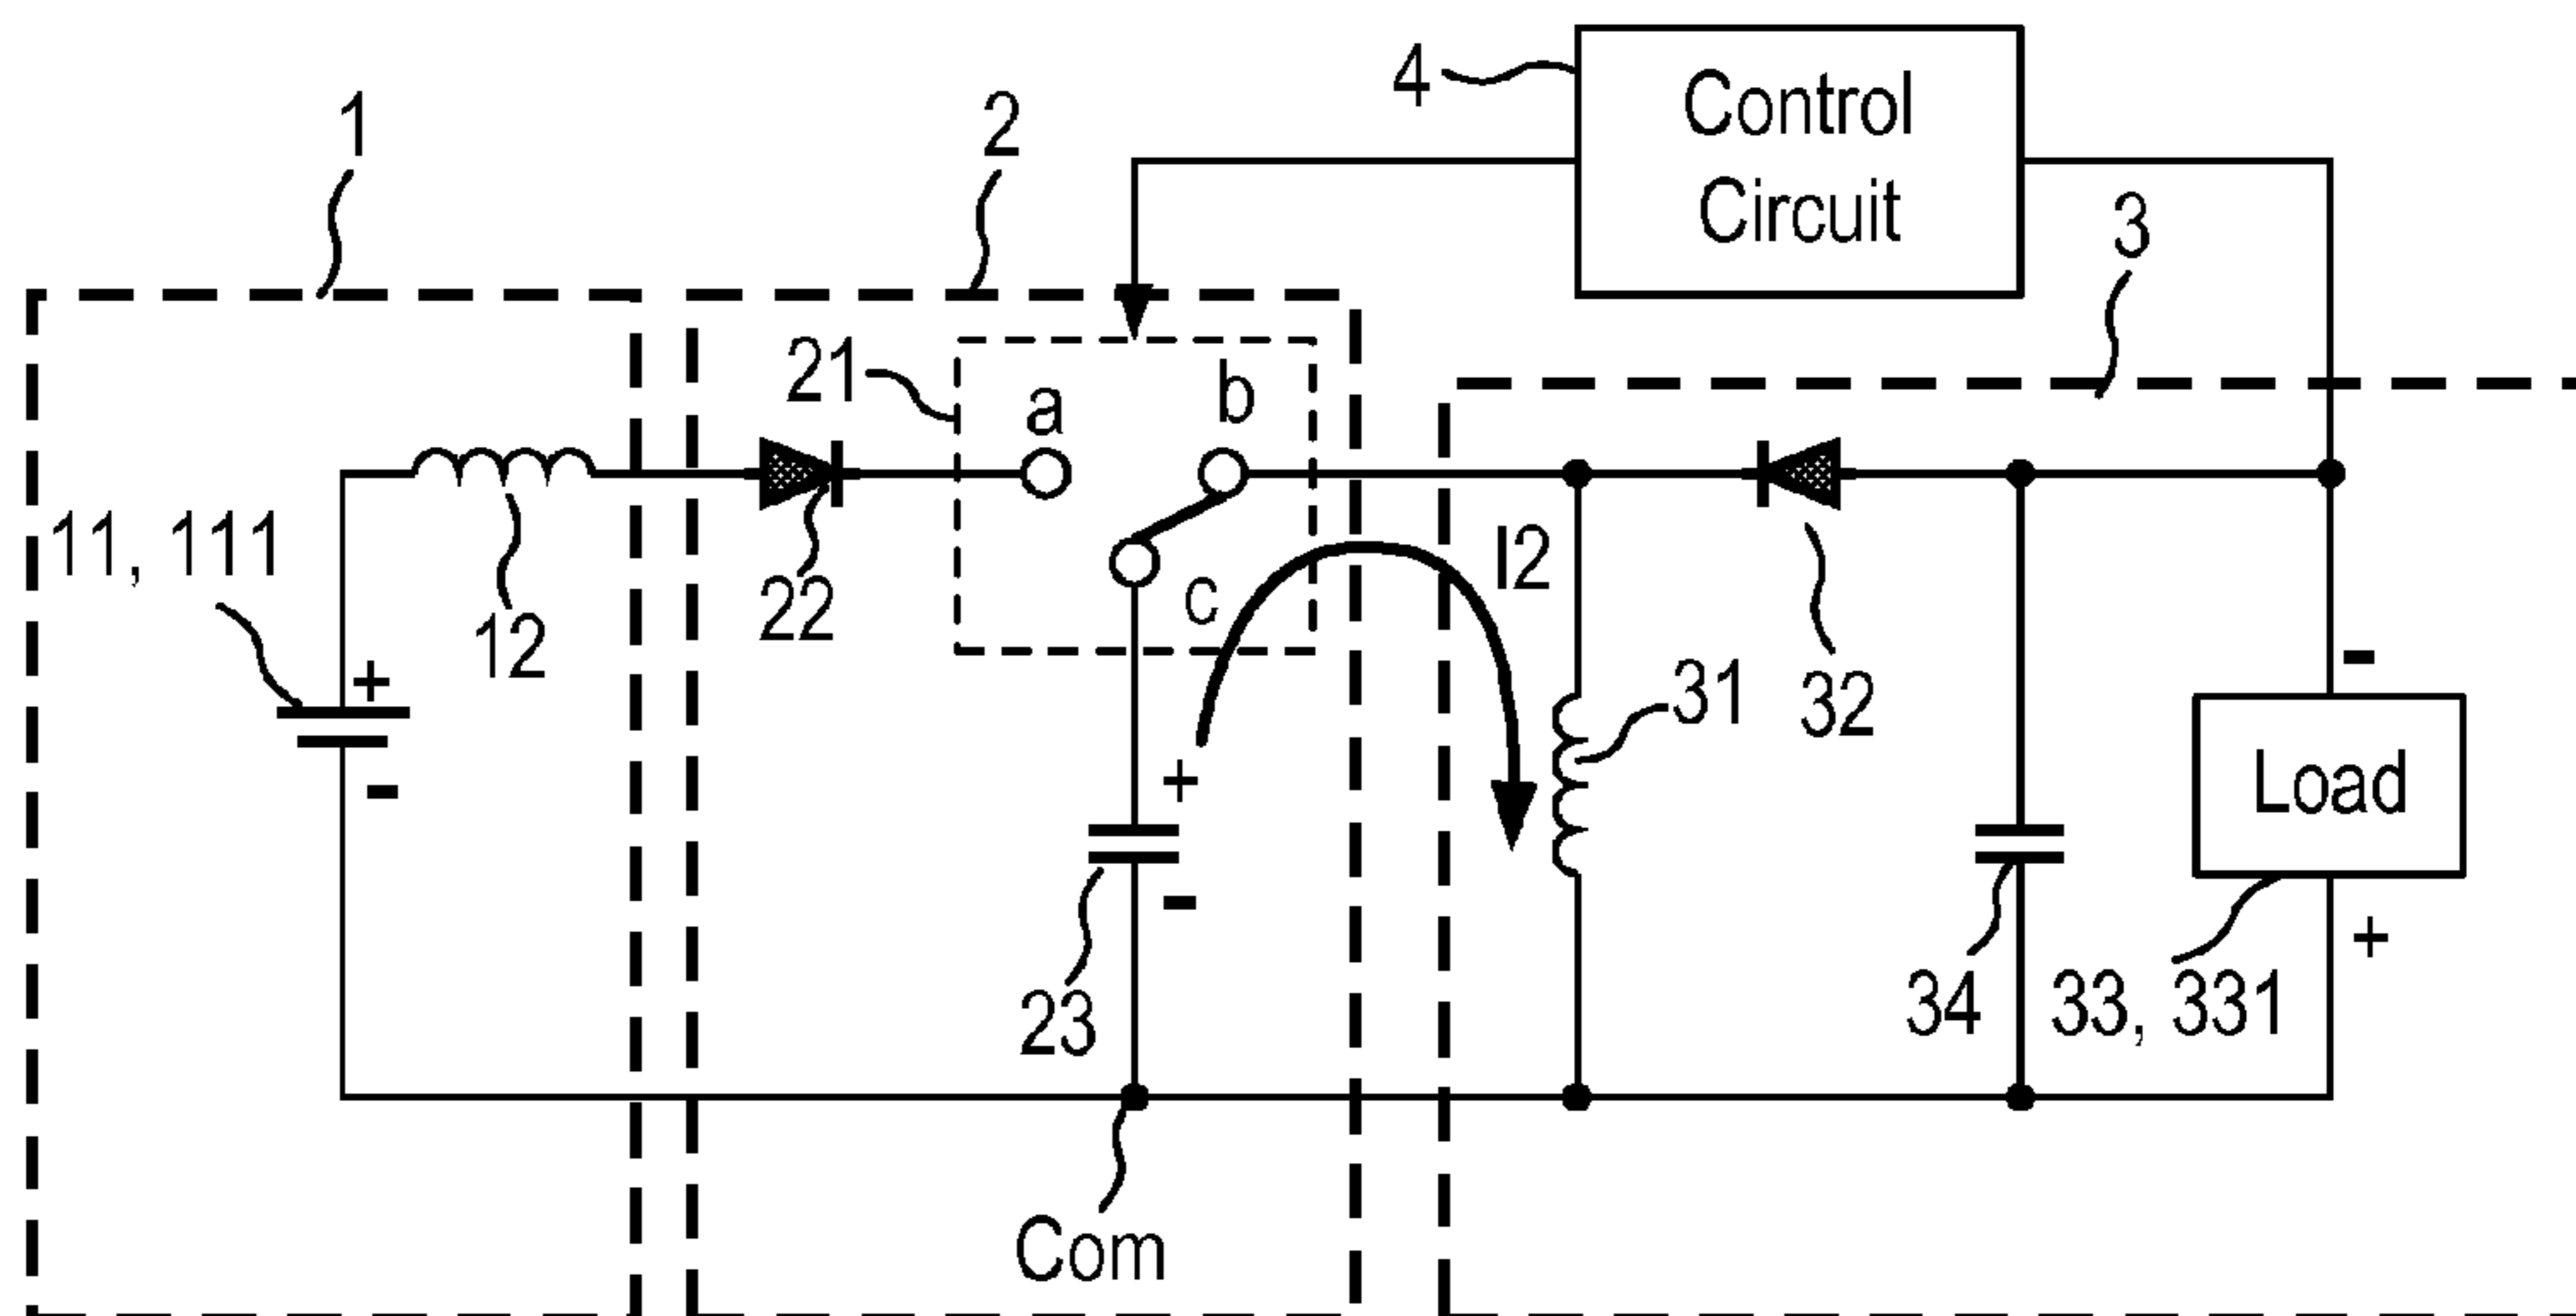 4
Control
Circuit
1
2
3
21
a
b
11, 111
12
22
c
I2
+
-
+
-
23
31
32
-
Load
+
34
33, 331
Com